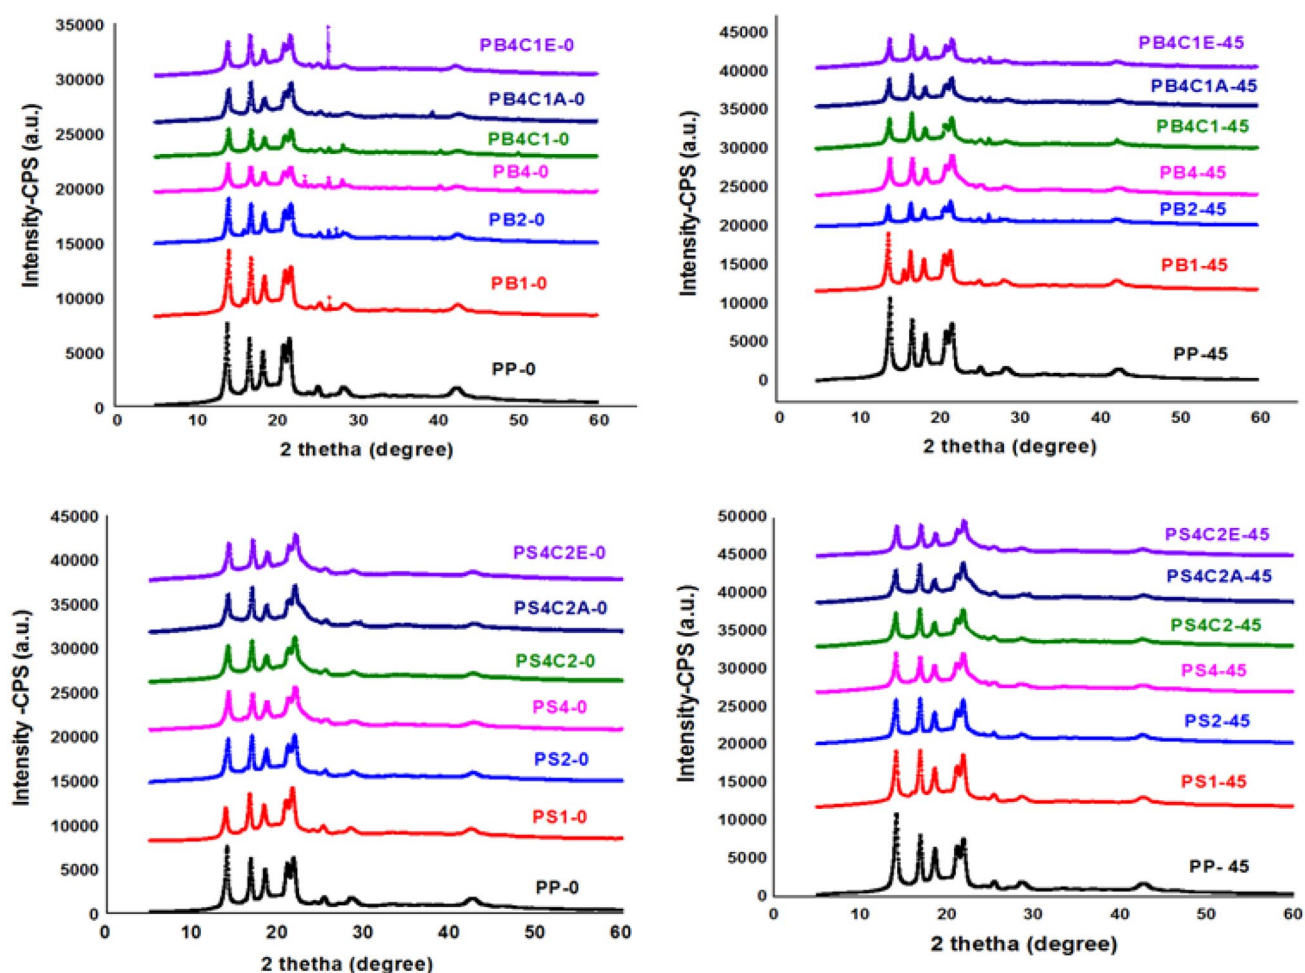 35000
30000
25000
20000
15000
10000
5000
0
Intensity-CPS (a.u.)
PB4C1E-0
PB4C1A-0
PB4C1-0
PB4-0
PB2-0
PB1-0
PP-0
0 10 20 30 40 50 60
2 thetha (degree)
45000
40000
35000
30000
25000
20000
15000
10000
5000
0
Intensity-CPS (a.u.)
PB4C1E-45
PB4C1A-45
PB4C1-45
PB4-45
PB2-45
PB1-45
PP-45
0 10 20 30 40 50 60
2 thetha (degree)
45000
40000
35000
30000
25000
20000
15000
10000
5000
0
Intensity -CPS (a.u.)
PS4C2E-0
PS4C2A-0
PS4C2-0
PS4-0
PS2-0
PS1-0
PP-0
0 10 20 30 40 50 60
2 thetha (degree)
50000
45000
40000
35000
30000
25000
20000
15000
10000
5000
0
Intensity-CPS (a.u.)
PS4C2E-45
PS4C2A-45
PS4C2-45
PS4-45
PS2-45
PS1-45
PP- 45
0 10 20 30 40 50 60
2 thetha (degree)